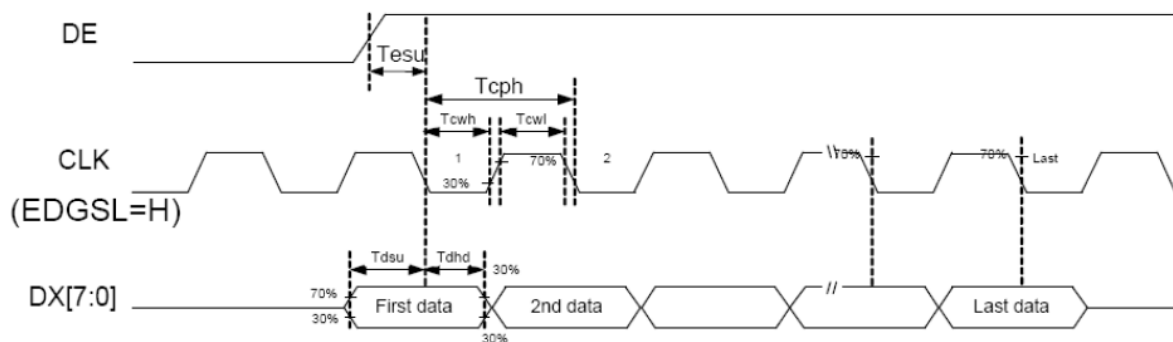 DE
Tesu
Tcph
Tcwh
Tcwl
CLK
1
70%
2
//
70%
70%
Last
30%
(EDGSL=H)
Tdsu
Tdhd
30%
DX[7:0]
70%
First data
2nd data
//
Last data
30%
30%